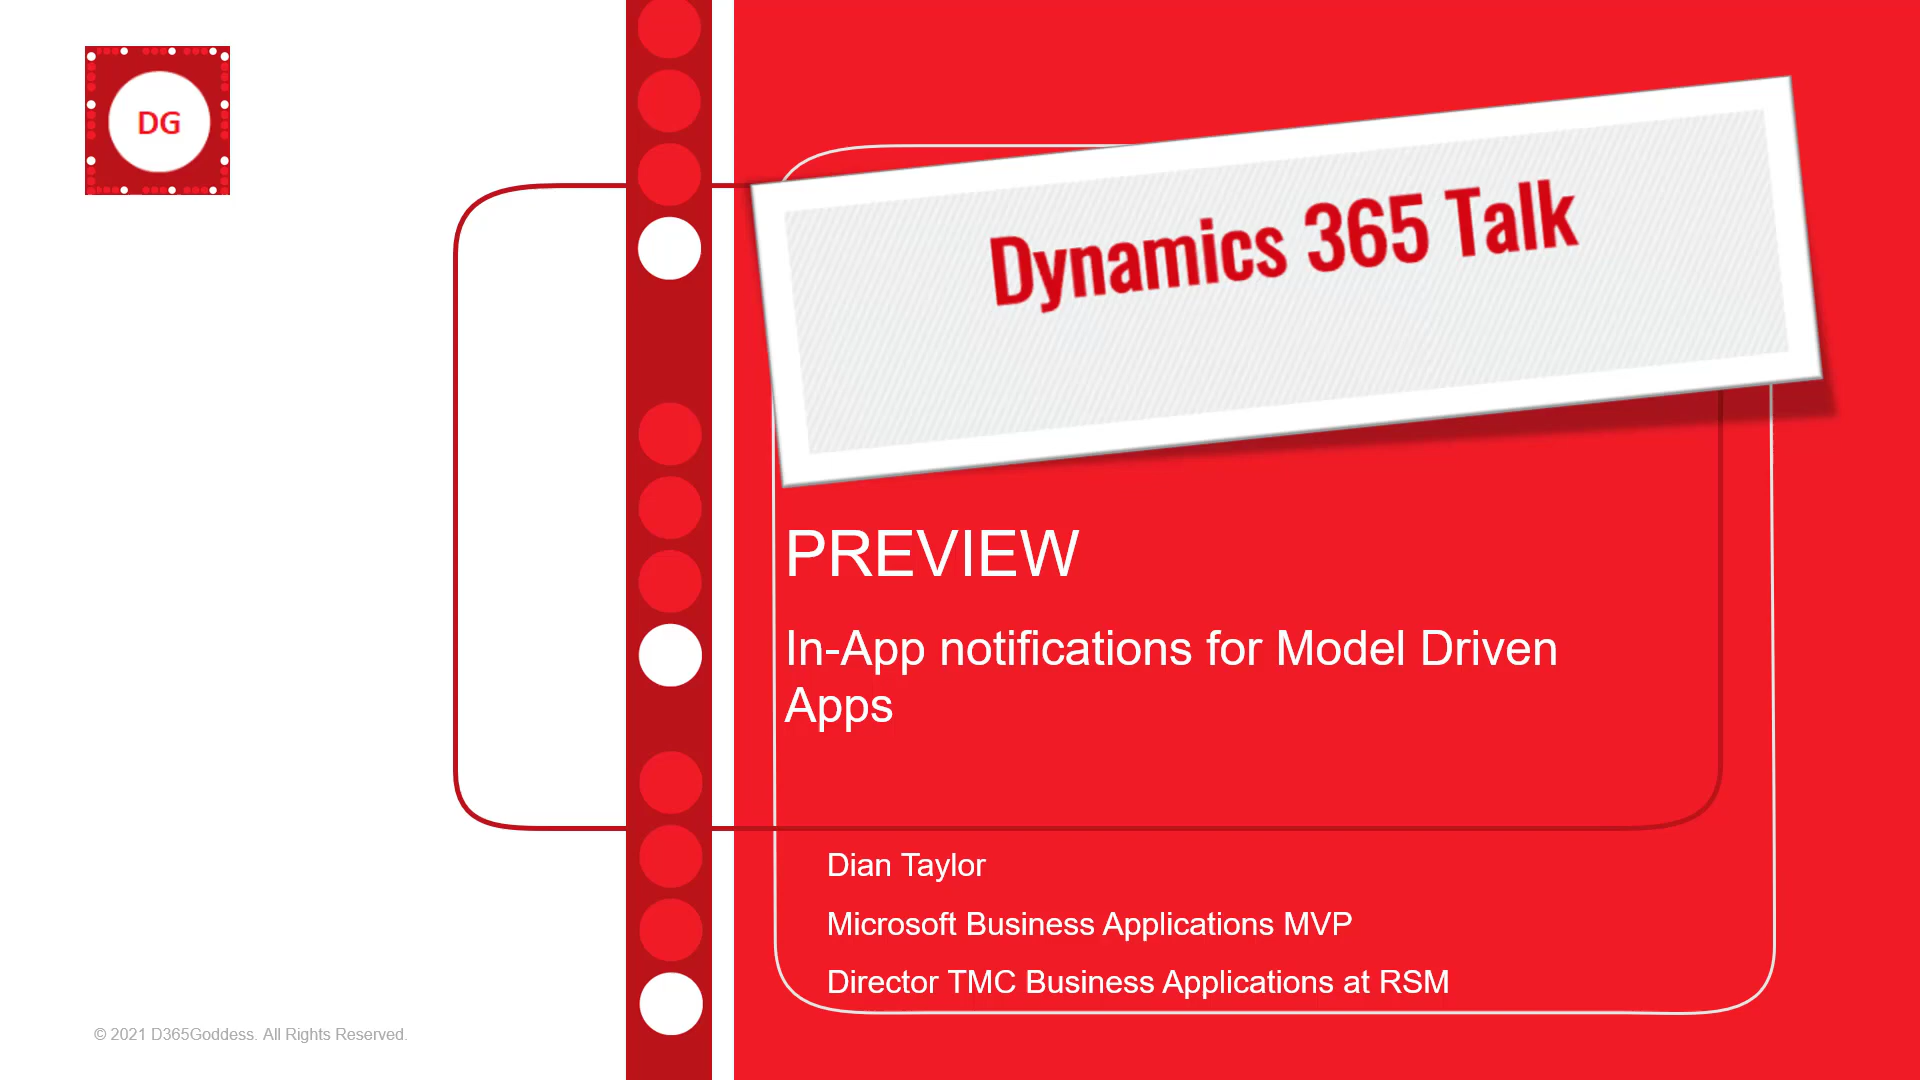 DG
Dynamics 365 Talk
PREVIEW
In-App notifications for Model Driven
Apps
Dian Taylor
Microsoft Business Applications MVP
Director TMC Business Applications at RSM
© 2021 D365Goddess. All Rights Reserved.